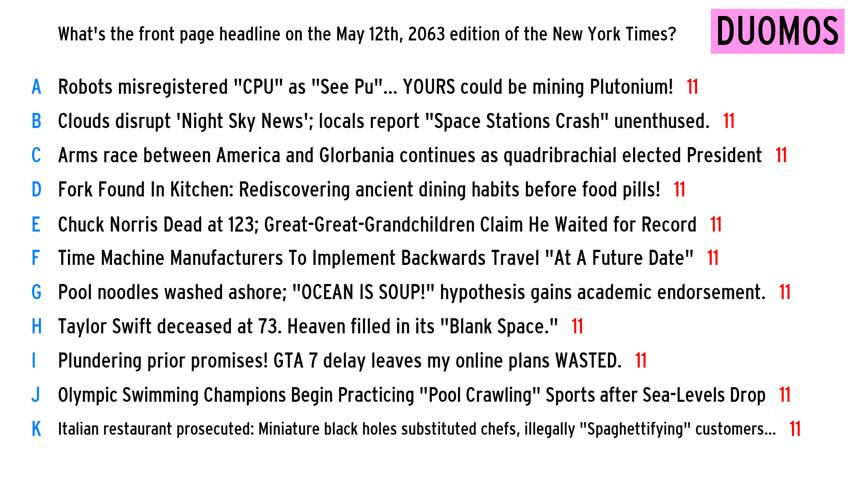 What's the front page headline on the May 12th, 2063 edition of the New York Times?
DUOMOS
A Robots misregistered "CPU" as "See Pu"... YOURS could be mining Plutonium! 11
B Clouds disrupt 'Night Sky News'; locals report "Space Stations Crash" unenthused. 11
C Arms race between America and Glorbania continues as quadribrachial elected President 11
D Fork Found In Kitchen: Rediscovering ancient dining habits before food pills! 11
E Chuck Norris Dead at 123; Great-Great-Grandchildren Claim He Waited for Record 11
F Time Machine Manufacturers To Implement Backwards Travel "At A Future Date" 11
G Pool noodles washed ashore; "OCEAN IS SOUP!" hypothesis gains academic endorsement. 11
H Taylor Swift deceased at 73. Heaven filled in its "Blank Space." 11
I Plundering prior promises! GTA 7 delay leaves my online plans WASTED. 11
J Olympic Swimming Champions Begin Practicing "Pool Crawling" Sports after Sea-Levels Drop 11
K Italian restaurant prosecuted: Miniature black holes substituted chefs, illegally "Spaghettifying" customers... 11